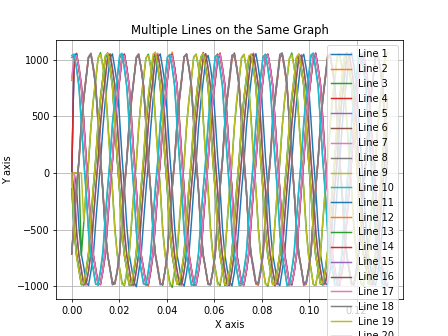 Multiple Lines on the Same Graph
Y axis
1000
500
0
−500
−1000
0.00
0.02
0.04
0.06
0.08
0.10
X axis
Line 1
Line 2
Line 3
Line 4
Line 5
Line 6
Line 7
Line 8
Line 9
Line 10
Line 11
Line 12
Line 13
Line 14
Line 15
Line 16
Line 17
Line 18
Line 19
Line 20